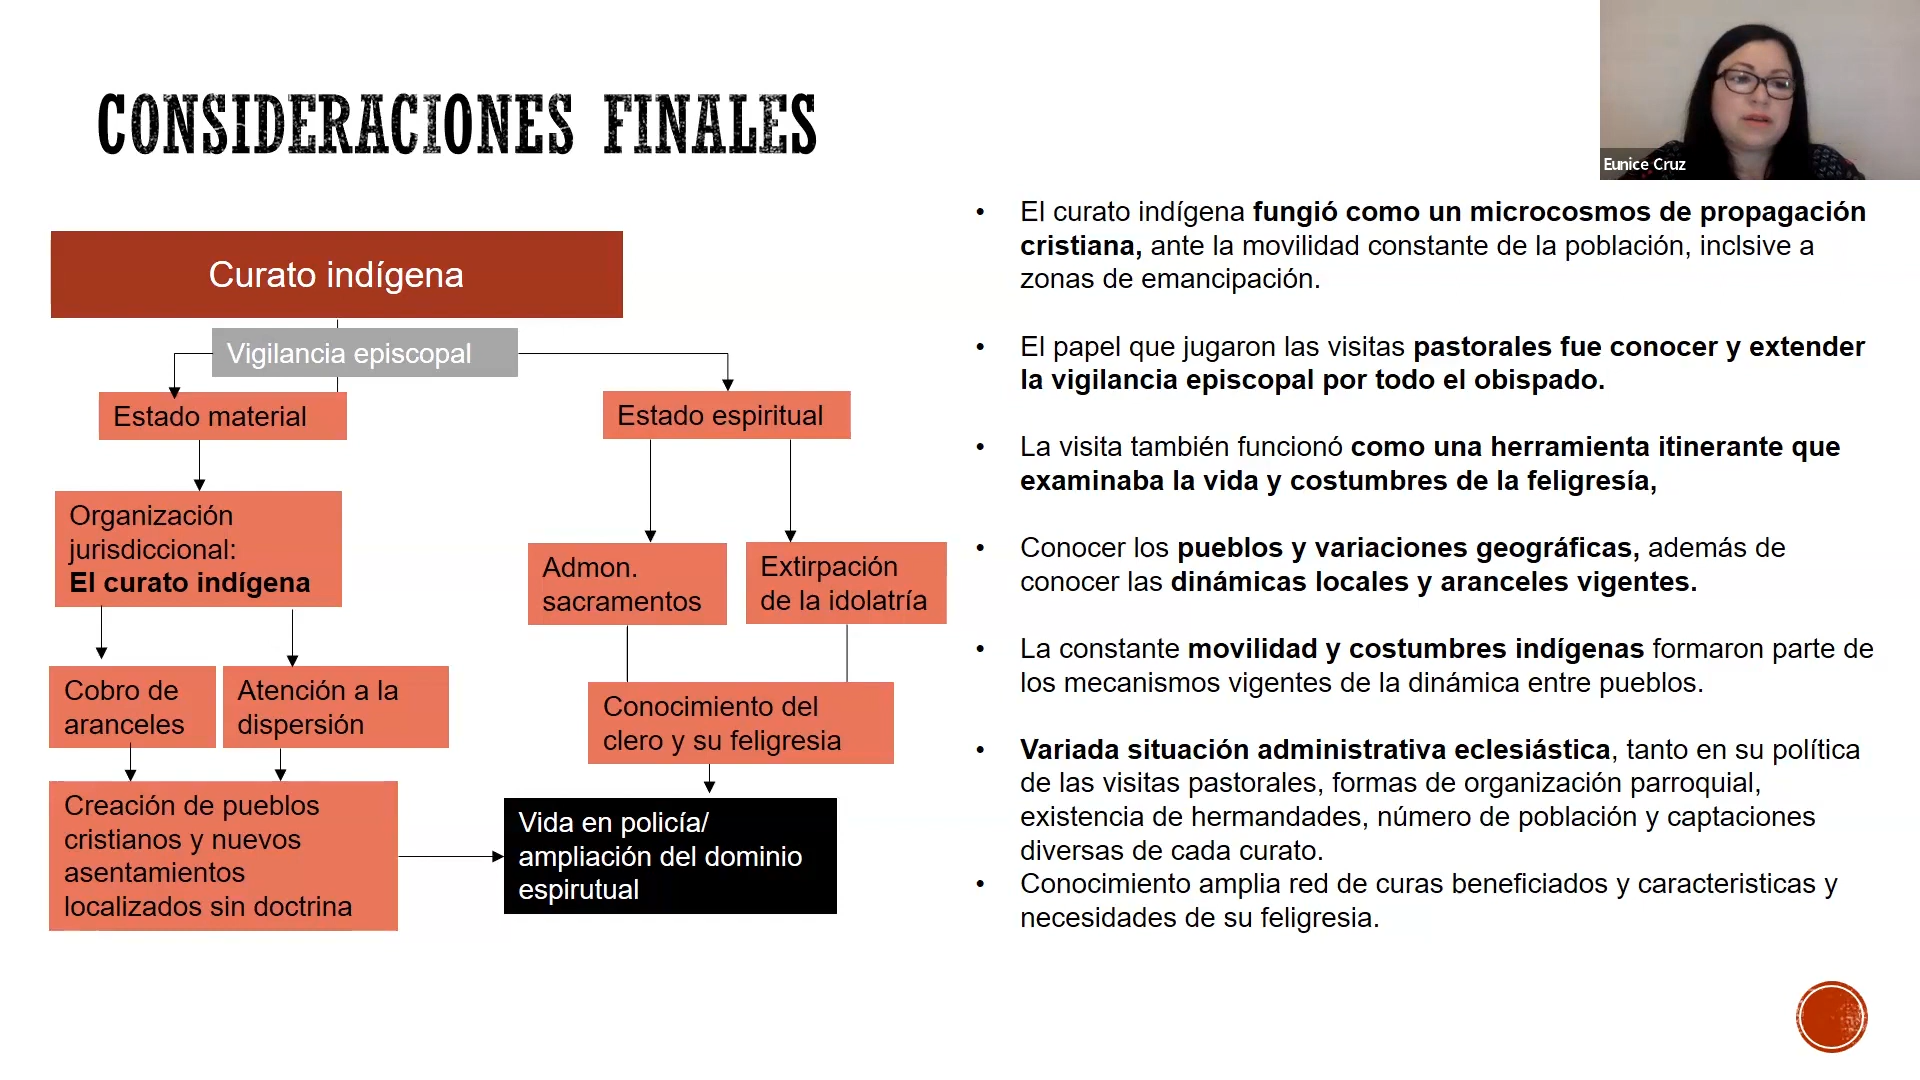 CONSIDERACIONES FINALES
Eunice Cruz
Curato indígena
Vigilancia episcopal
Estado material
Estado espiritual
Organización
jurisdiccional:
El curato indígena
Admon.
sacramentos
Extirpación
de la idolatría
Cobro de
aranceles
Atención a la
dispersión
Conocimiento del
clero y su feligresia
Creación de pueblos
cristianos y nuevos
asentamientos
localizados sin doctrina
Vida en policía/
ampliación del dominio
espirutual
• El curato indígena fungió como un microcosmos de propagación
cristiana, ante la movilidad constante de la población, inclsive a
zonas de emancipación.
• El papel que jugaron las visitas pastorales fue conocer y extender
la vigilancia episcopal por todo el obispado.
• La visita también funcionó como una herramienta itinerante que
examinaba la vida y costumbres de la feligresía,
• Conocer los pueblos y variaciones geográficas, además de
conocer las dinámicas locales y aranceles vigentes.
• La constante movilidad y costumbres indígenas formaron parte de
los mecanismos vigentes de la dinámica entre pueblos.
• Variada situación administrativa eclesiástica, tanto en su política
de las visitas pastorales, formas de organización parroquial,
existencia de hermandades, número de población y captaciones
diversas de cada curato.
• Conocimiento amplia red de curas beneficiados y caracteristicas y
necesidades de su feligresia.